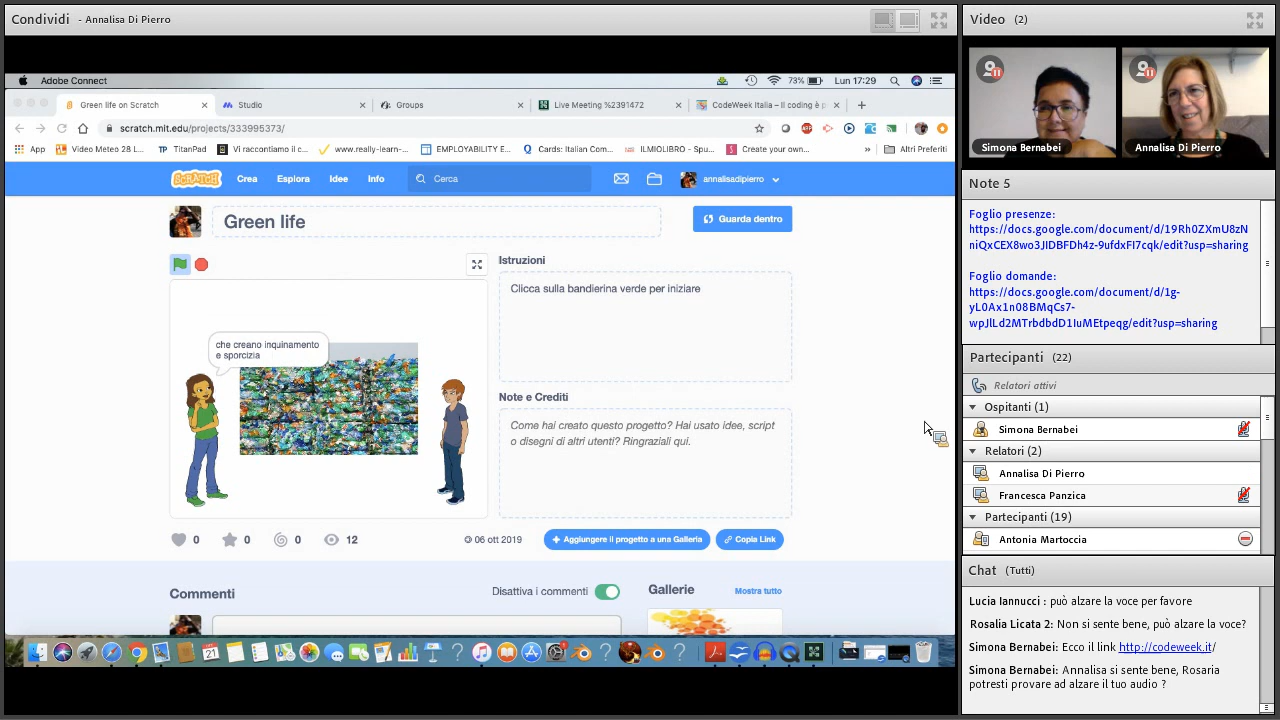 Condividi - Annalisa Di Pierro
Adobe Connect
73%
Lun 17:29
Green life on Scratch
Studio
Groups
Live Meeting %2391472
CodeWeek Italia – Il coding è p
scratch.mit.edu/projects/333995373/
App
Video Meteo 28 L...
TP TitanPad
Vi raccontiamo il c...
www.really-learn-...
EMPLOYABILITY E...
Cards: Italian Com...
ILMIOLIBRO - Spu...
Create your own...
»
Altri Preferiti
SCRATCH
Crea
Esplora
Idee
Info
Cerca
annalisadipierro
Green life
Guarda dentro
Istruzioni
Clicca sulla bandierina verde per iniziare
che creano inquinamento
e sporcizia
Note e Crediti
Come hai creato questo progetto? Hai usato idee, script
o disegni di altri utenti? Ringraziali qui.
0
0
0
12
© 06 ott 2019
Aggiungere il progetto a una Galleria
Copia Link
Commenti
Disattiva i commenti
Gallerie
Mostra tutto
21
Video (2)
Simona Bernabei
Annalisa Di Pierro
Note 5
Foglio presenze:
https://docs.google.com/document/d/19Rh0ZXmU8zN
niQxCEX8wo3JIDBFDh4z-9ufdxFI7cqk/edit?usp=sharing
Foglio domande:
https://docs.google.com/document/d/1g-
yL0Ax1n08BMqCs7-
wpJlLd2MTrbdbdD1IuMEtpeqg/edit?usp=sharing
Partecipanti (22)
Relatori attivi
Ospitanti (1)
Simona Bernabei
Relatori (2)
Annalisa Di Pierro
Francesca Panzica
Partecipanti (19)
Antonia Martoccia
Chat (Tutti)
Lucia Iannucci : può alzare la voce per favore
Rosalia Licata 2: Non si sente bene, può alzare la voce?
Simona Bernabei: Ecco il link http://codeweek.it/
Simona Bernabei: Annalisa si sente bene, Rosaria
potresti provare ad alzare il tuo audio ?